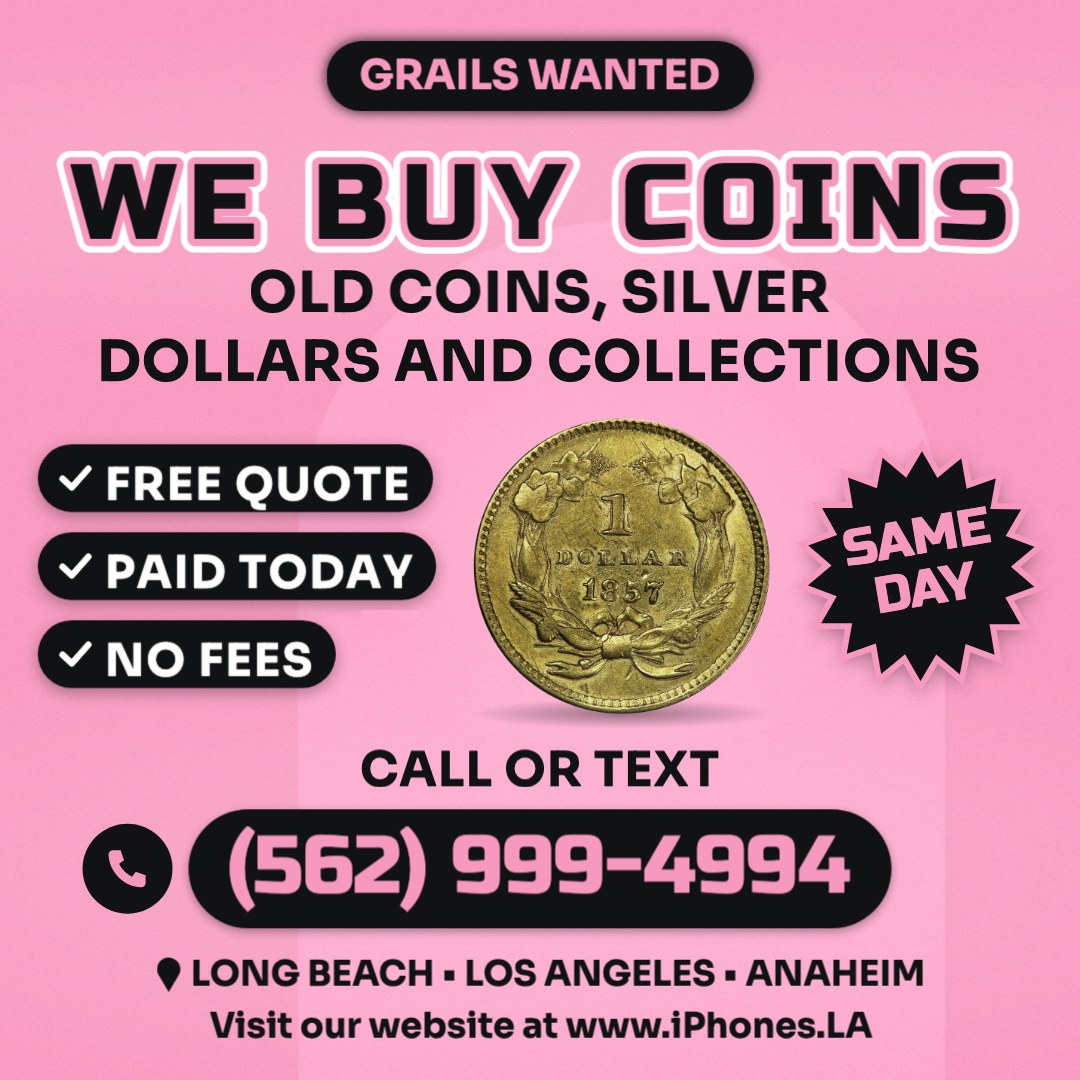 GRAILS WANTED
WE BUY COINS
OLD COINS, SILVER
DOLLARS AND COLLECTIONS
FREE QUOTE
PAID TODAY
NO FEES
1
DOLLAR
1857
SAME
DAY
CALL OR TEXT
(562) 999-4994
LONG BEACH ▪ LOS ANGELES ▪ ANAHEIM
Visit our website at www.iPhones.LA